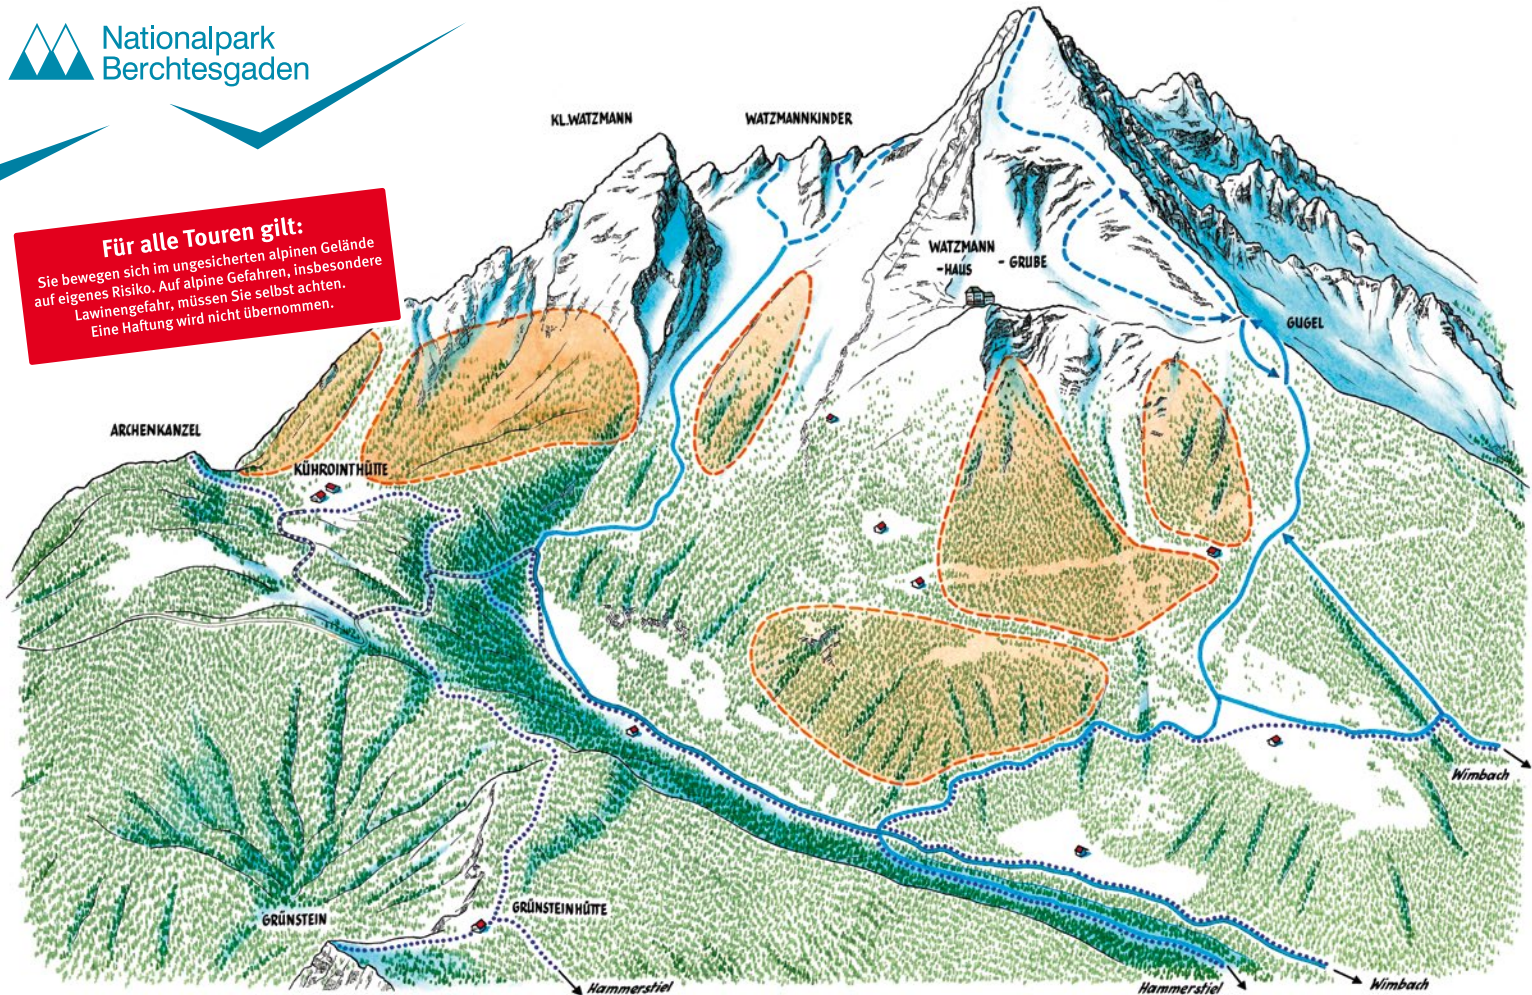 Nationalpark
Berchtesgaden
Für alle Touren gilt:
Sie bewegen sich im ungesicherten alpinen Gelände
auf eigenes Risiko. Auf alpine Gefahren, insbesondere
Lawinengefahr, müssen Sie selbst achten.
Eine Haftung wird nicht übernommen.
KL.WATZMANN
WATZMANNKINDER
WATZMANN
-HAUS
-GRUBE
GUGEL
ARCHENKANZEL
KÜHROINTHÜTTE
Wimbach
GRÜNSTEIN
GRÜNSTEINHÜTTE
Hammerstiel
Hammerstiel
Wimbach